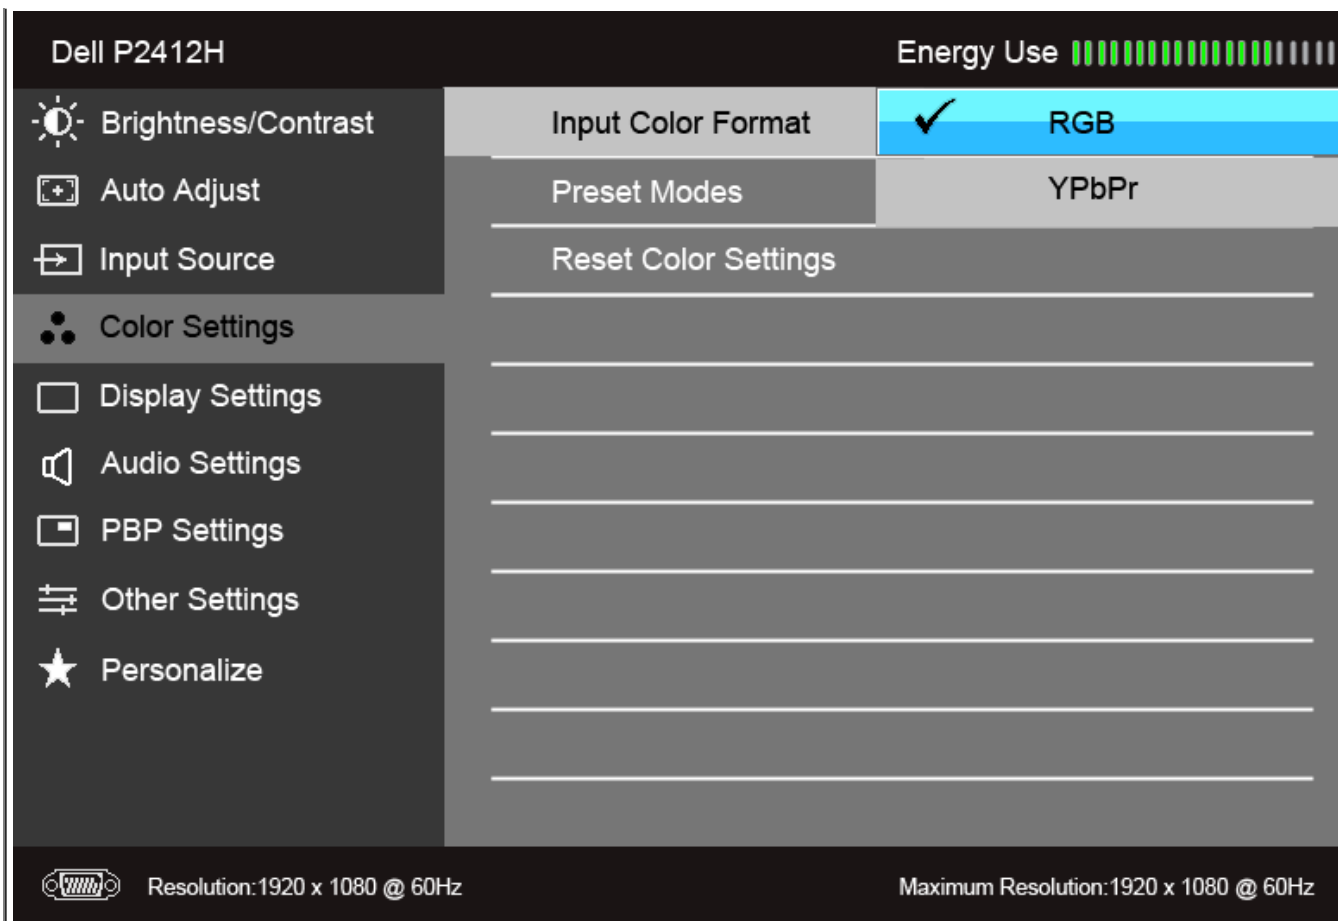 Dell P2412H Energy Use
Brightness/Contrast Input Color Format RGB
Auto Adjust Preset Modes YPbPr
Input Source Reset Color Settings
Color Settings
Display Settings
Audio Settings
PBP Settings
Other Settings
Personalize
Resolution:1920 x 1080 @ 60Hz Maximum Resolution:1920 x 1080 @ 60Hz